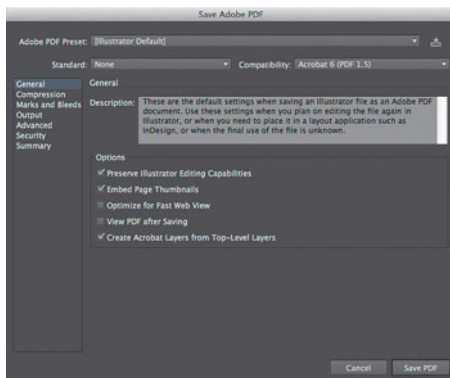 Save Adobe PDF
Adobe PDF Preset: [Illustrator Default]
Standard: None Compatibility: Acrobat 6 (PDF 1.5)
General
Compression
Marks and Bleeds
Output
Advanced
Security
Summary
General
Description: These are the default settings when saving an Illustrator file as an Adobe PDF
document. Use these settings when you plan on editing the file again in
Illustrator, or when you need to place it in a layout application such as
InDesign, or when the final use of the file is unknown.
Options
Preserve Illustrator Editing Capabilities
Embed Page Thumbnails
Optimize for Fast Web View
View PDF after Saving
Create Acrobat Layers from Top-Level Layers
Cancel Save PDF